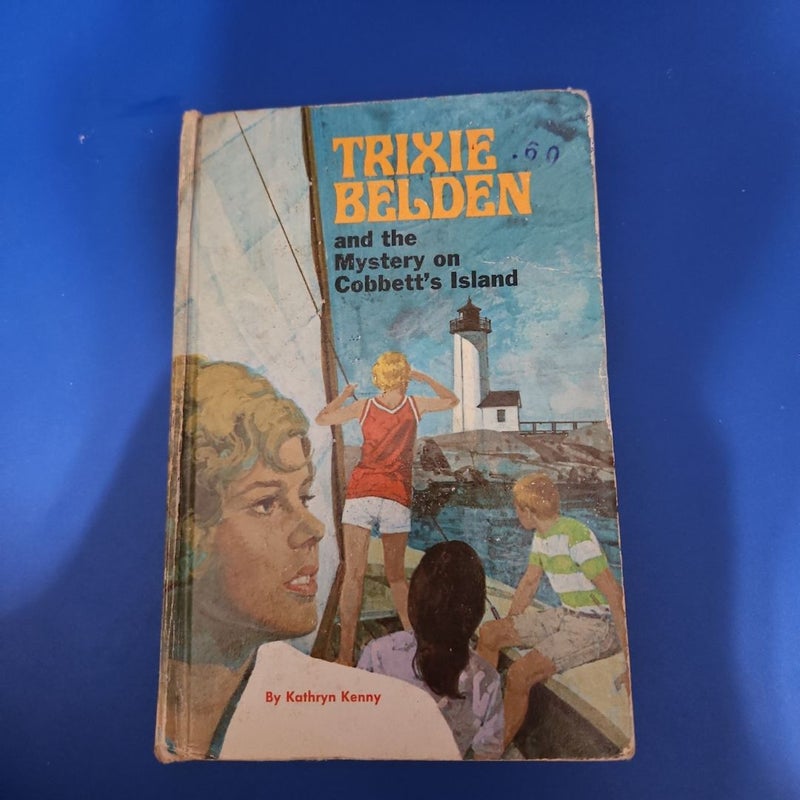 TRIXIE
BELDEN
.60
and the
Mystery on
Cobbett's Island
By Kathryn Kenny